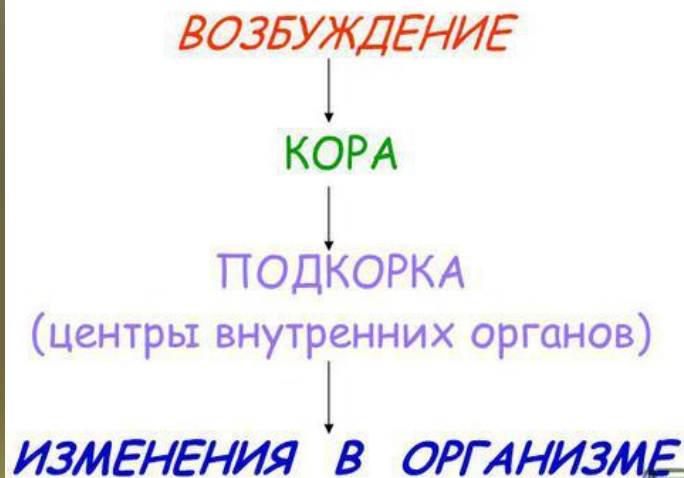 ВОЗБУЖДЕНИЕ
КОРА
ПОДКОРКА
(центры внутренних органов)
ИЗМЕНЕНИЯ В ОРГАНИЗМЕ